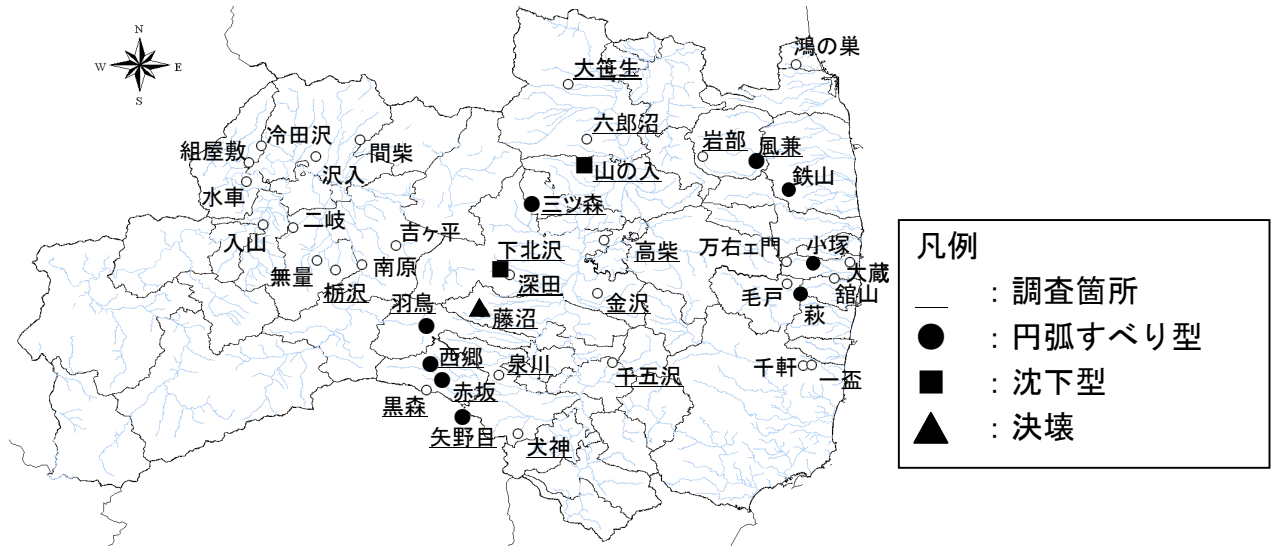 N
W
E
S
鴻の巣
大笹生
六郎沼
岩部
風兼
冷田沢
組屋敷
間柴
沢入
山の入
鉄山
水車
三ツ森
二岐
入山
吉ヶ平
下北沢
高柴
万右ェ門
小塚
無量
南原
栃沢
深田
大蔵
羽鳥
金沢
毛戸
舘山
藤沼
萩
西郷
泉川
千五沢
千軒
一盃
赤坂
黒森
矢野目
犬神
凡例
：調査箇所
：円弧すべり型
：沈下型
：決壊